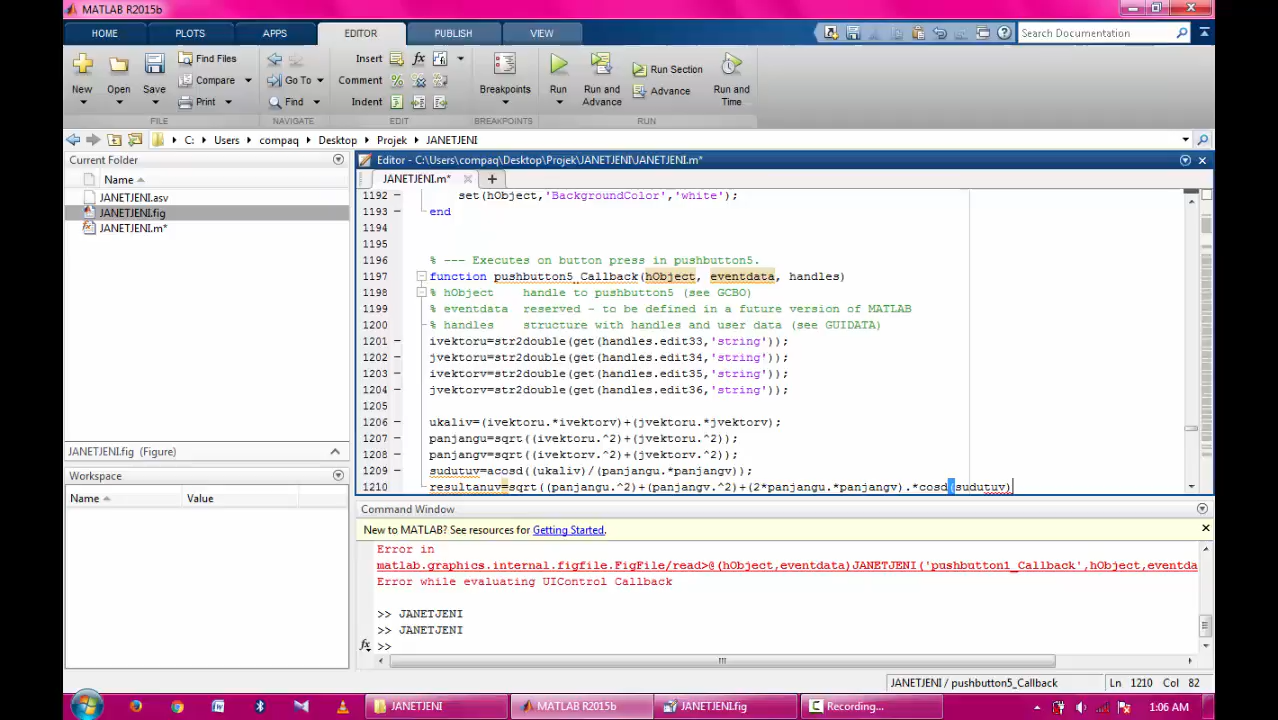 MATLAB R2015b
HOME PLOTS APPS EDITOR PUBLISH VIEW
Search Documentation
New Open Save Find Files Compare Print
Go To Find
Insert fx Comment % Indent
Breakpoints
Run Run and Advance Run Section Advance Run and Time
FILE NAVIGATE EDIT BREAKPOINTS RUN
C: Users compaq Desktop Projek JANETJENI
Current Folder
Name
JANETJENI.asv
JANETJENI.fig
JANETJENI.m*
JANETJENI.fig (Figure)
Workspace
Name Value
Editor - C:\Users\compaq\Desktop\Projek\JANETJENI\JANETJENI.m*
JANETJENI.m*
1192 set(hObject,'BackgroundColor','white');
1193 end
1194
1195
1196 % --- Executes on button press in pushbutton5.
1197 function pushbutton5_Callback(hObject, eventdata, handles)
1198 % hObject    handle to pushbutton5 (see GCBO)
1199 % eventdata  reserved - to be defined in a future version of MATLAB
1200 % handles    structure with handles and user data (see GUIDATA)
1201 ivektoru=str2double(get(handles.edit33,'string'));
1202 jvektoru=str2double(get(handles.edit34,'string'));
1203 ivektorv=str2double(get(handles.edit35,'string'));
1204 jvektorv=str2double(get(handles.edit36,'string'));
1205
1206 ukaliv=(ivektoru.*ivektorv)+(jvektoru.*jvektorv);
1207 panjangu=sqrt((ivektoru.^2)+(jvektoru.^2));
1208 panjangv=sqrt((ivektorv.^2)+(jvektorv.^2));
1209 sudutuv=acosd((ukaliv)/(panjangu.*panjangv));
1210 resultanuv=sqrt((panjangu.^2)+(panjangv.^2)+(2*panjangu.*panjangv).*cosd(sudutuv)
Command Window
New to MATLAB? See resources for Getting Started.
Error in
matlab.graphics.internal.figfile.FigFile/read>@(hObject,eventdata)JANETJENI('pushbutton1_Callback',hObject,eventda
Error while evaluating UIControl Callback
>> JANETJENI
>> JANETJENI
fx >>
JANETJENI / pushbutton5_Callback Ln 1210 Col 82
JANETJENI MATLAB R2015b JANETJENI.fig Recording... 1:06 AM